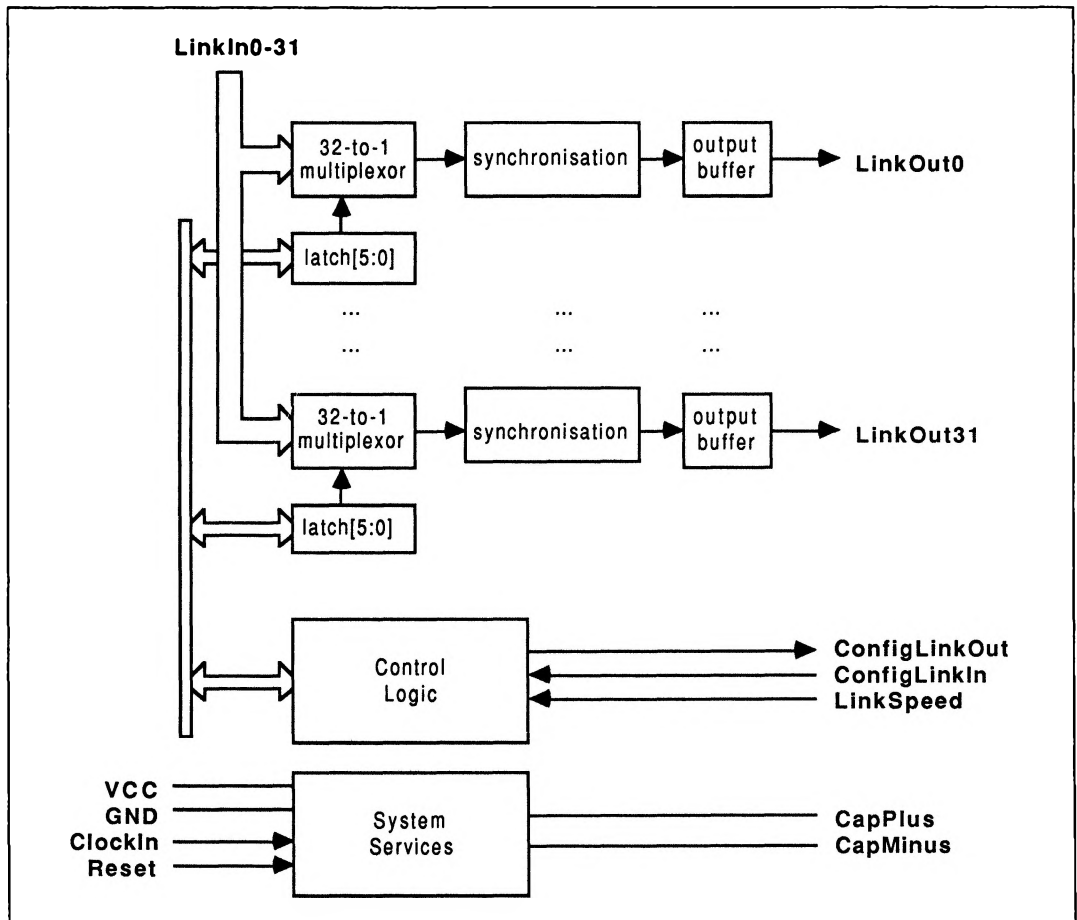 LinkIn0-31
32-to-1
multiplexor
synchronisation
output
buffer
LinkOut0
latch[5:0]
... ... ...
... ... ...
32-to-1
multiplexor
synchronisation
output
buffer
LinkOut31
latch[5:0]
Control
Logic
ConfigLinkOut
ConfigLinkIn
LinkSpeed
VCC
GND
ClockIn
Reset
System
Services
CapPlus
CapMinus